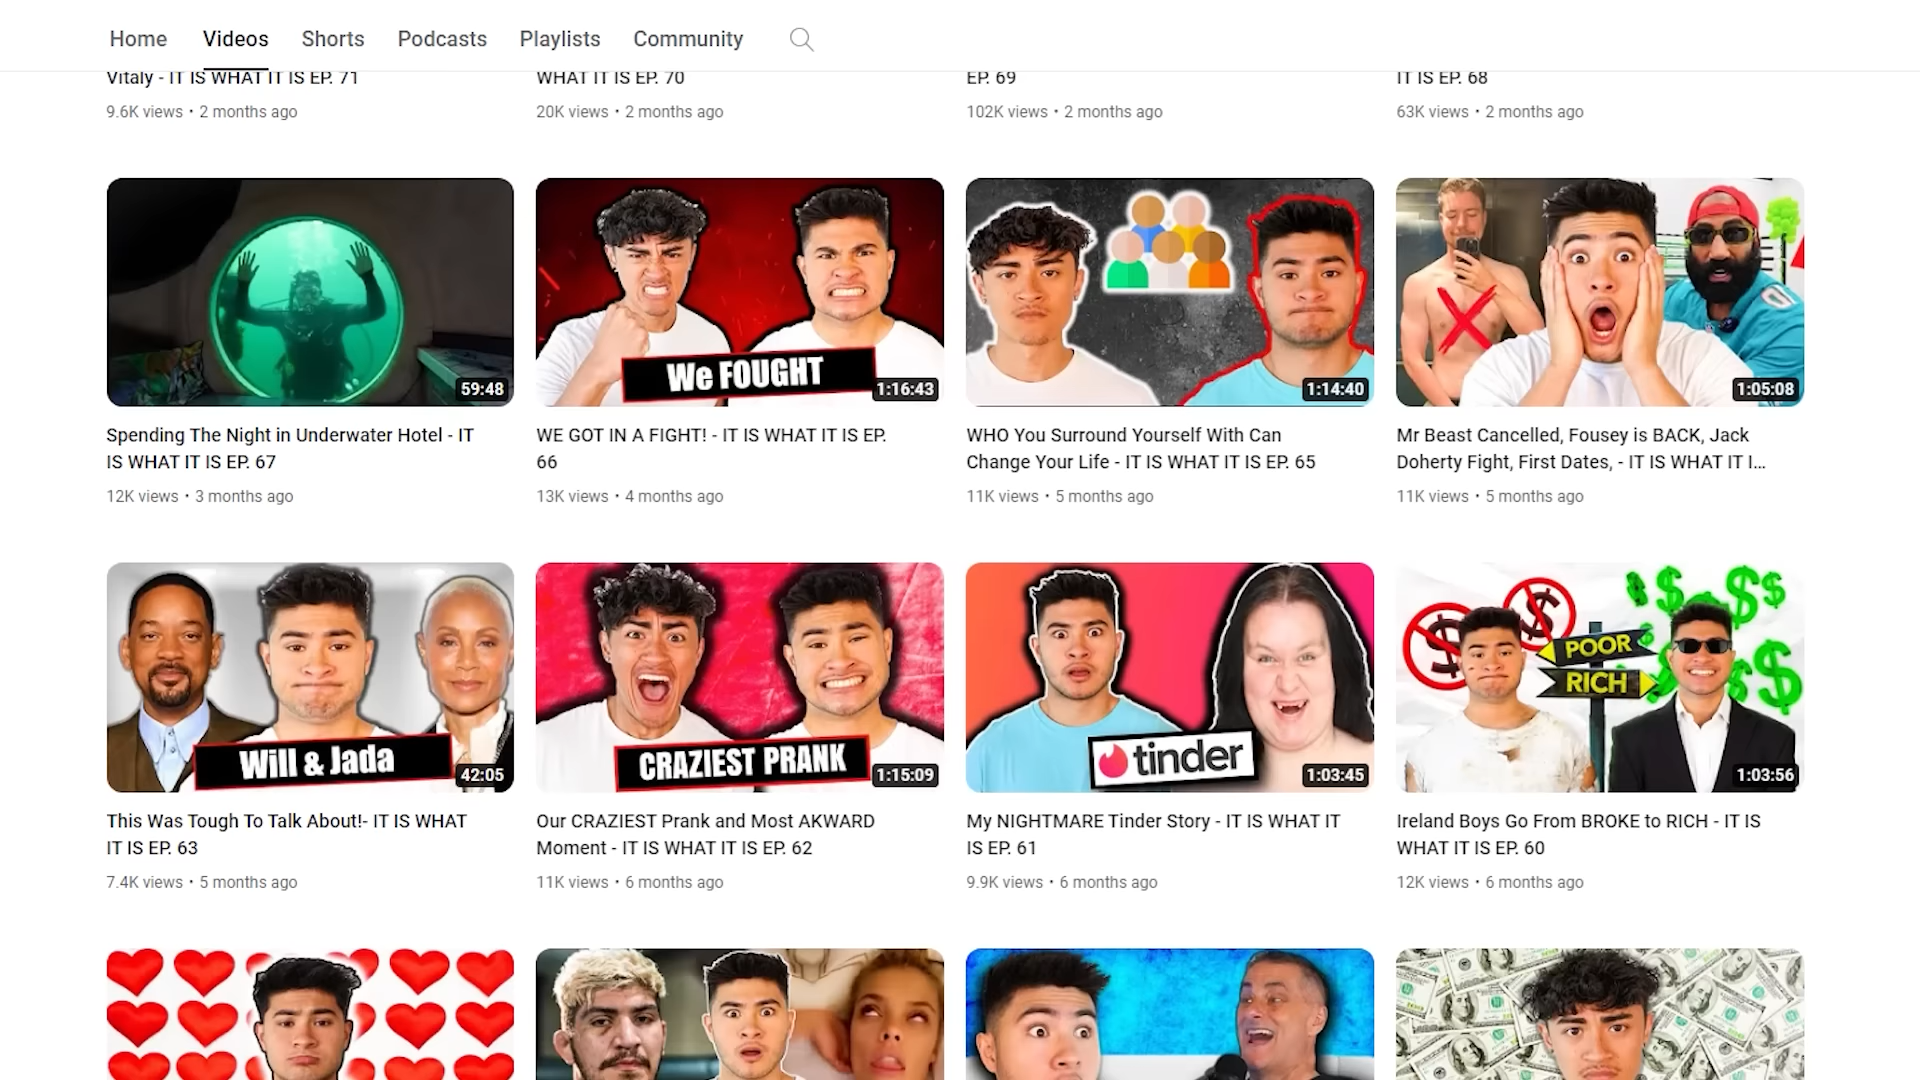 Home Videos Shorts Podcasts Playlists Community
Vitaly - IT IS WHAT IT IS EP. 71
9.6K views • 2 months ago
WHAT IT IS EP. 70
20K views • 2 months ago
EP. 69
102K views • 2 months ago
IT IS EP. 68
63K views • 2 months ago
59:48
Spending The Night in Underwater Hotel - IT
IS WHAT IT IS EP. 67
12K views • 3 months ago
We FOUGHT
1:16:43
WE GOT IN A FIGHT! - IT IS WHAT IT IS EP.
66
13K views • 4 months ago
1:14:40
WHO You Surround Yourself With Can
Change Your Life - IT IS WHAT IT IS EP. 65
11K views • 5 months ago
1:05:08
Mr Beast Cancelled, Fousey is BACK, Jack
Doherty Fight, First Dates, - IT IS WHAT IT I...
11K views • 5 months ago
Will & Jada
42:05
This Was Tough To Talk About!- IT IS WHAT
IT IS EP. 63
7.4K views • 5 months ago
CRAZIEST PRANK
1:15:09
Our CRAZIEST Prank and Most AKWARD
Moment - IT IS WHAT IT IS EP. 62
11K views • 6 months ago
tinder
1:03:45
My NIGHTMARE Tinder Story - IT IS WHAT IT
IS EP. 61
9.9K views • 6 months ago
POOR
RICH
1:03:56
Ireland Boys Go From BROKE to RICH - IT IS
WHAT IT IS EP. 60
12K views • 6 months ago